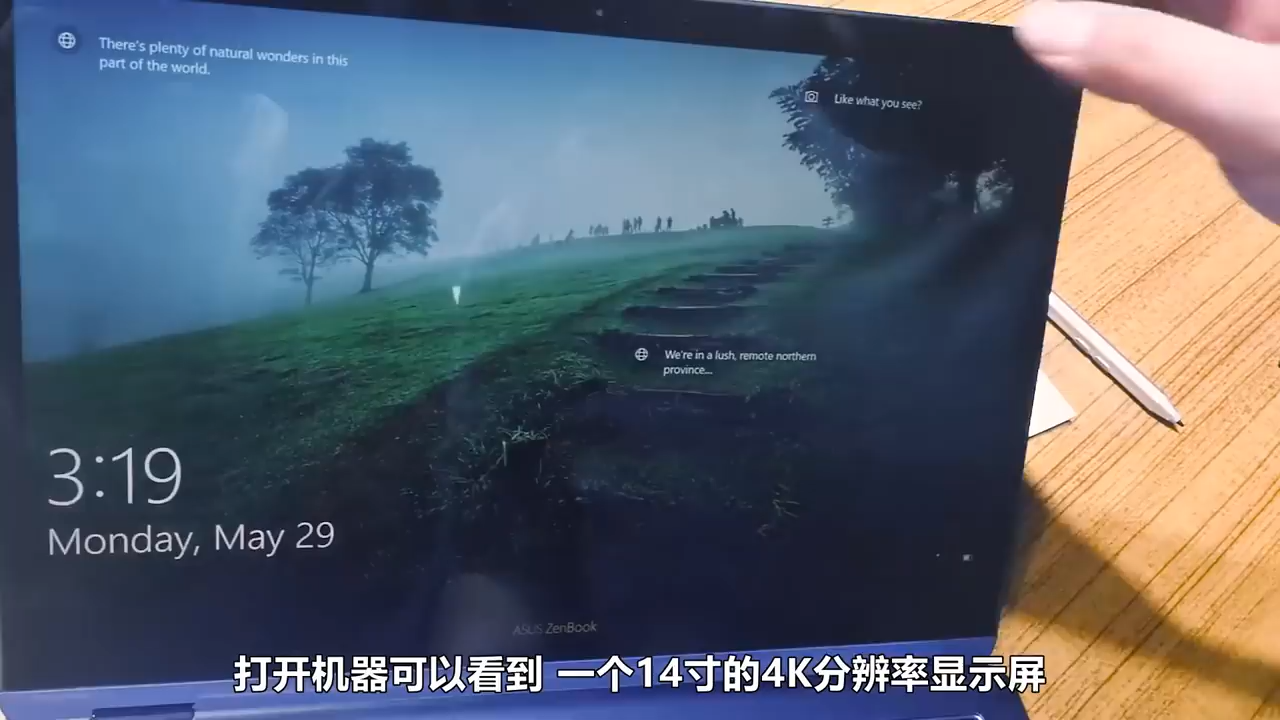 There's plenty of natural wonders in this
part of the world.
Like what you see?
We're in a lush, remote northern
province...
3:19
Monday, May 29
ASUS ZenBook
打开机器可以看到 一个14寸的4K分辨率显示屏